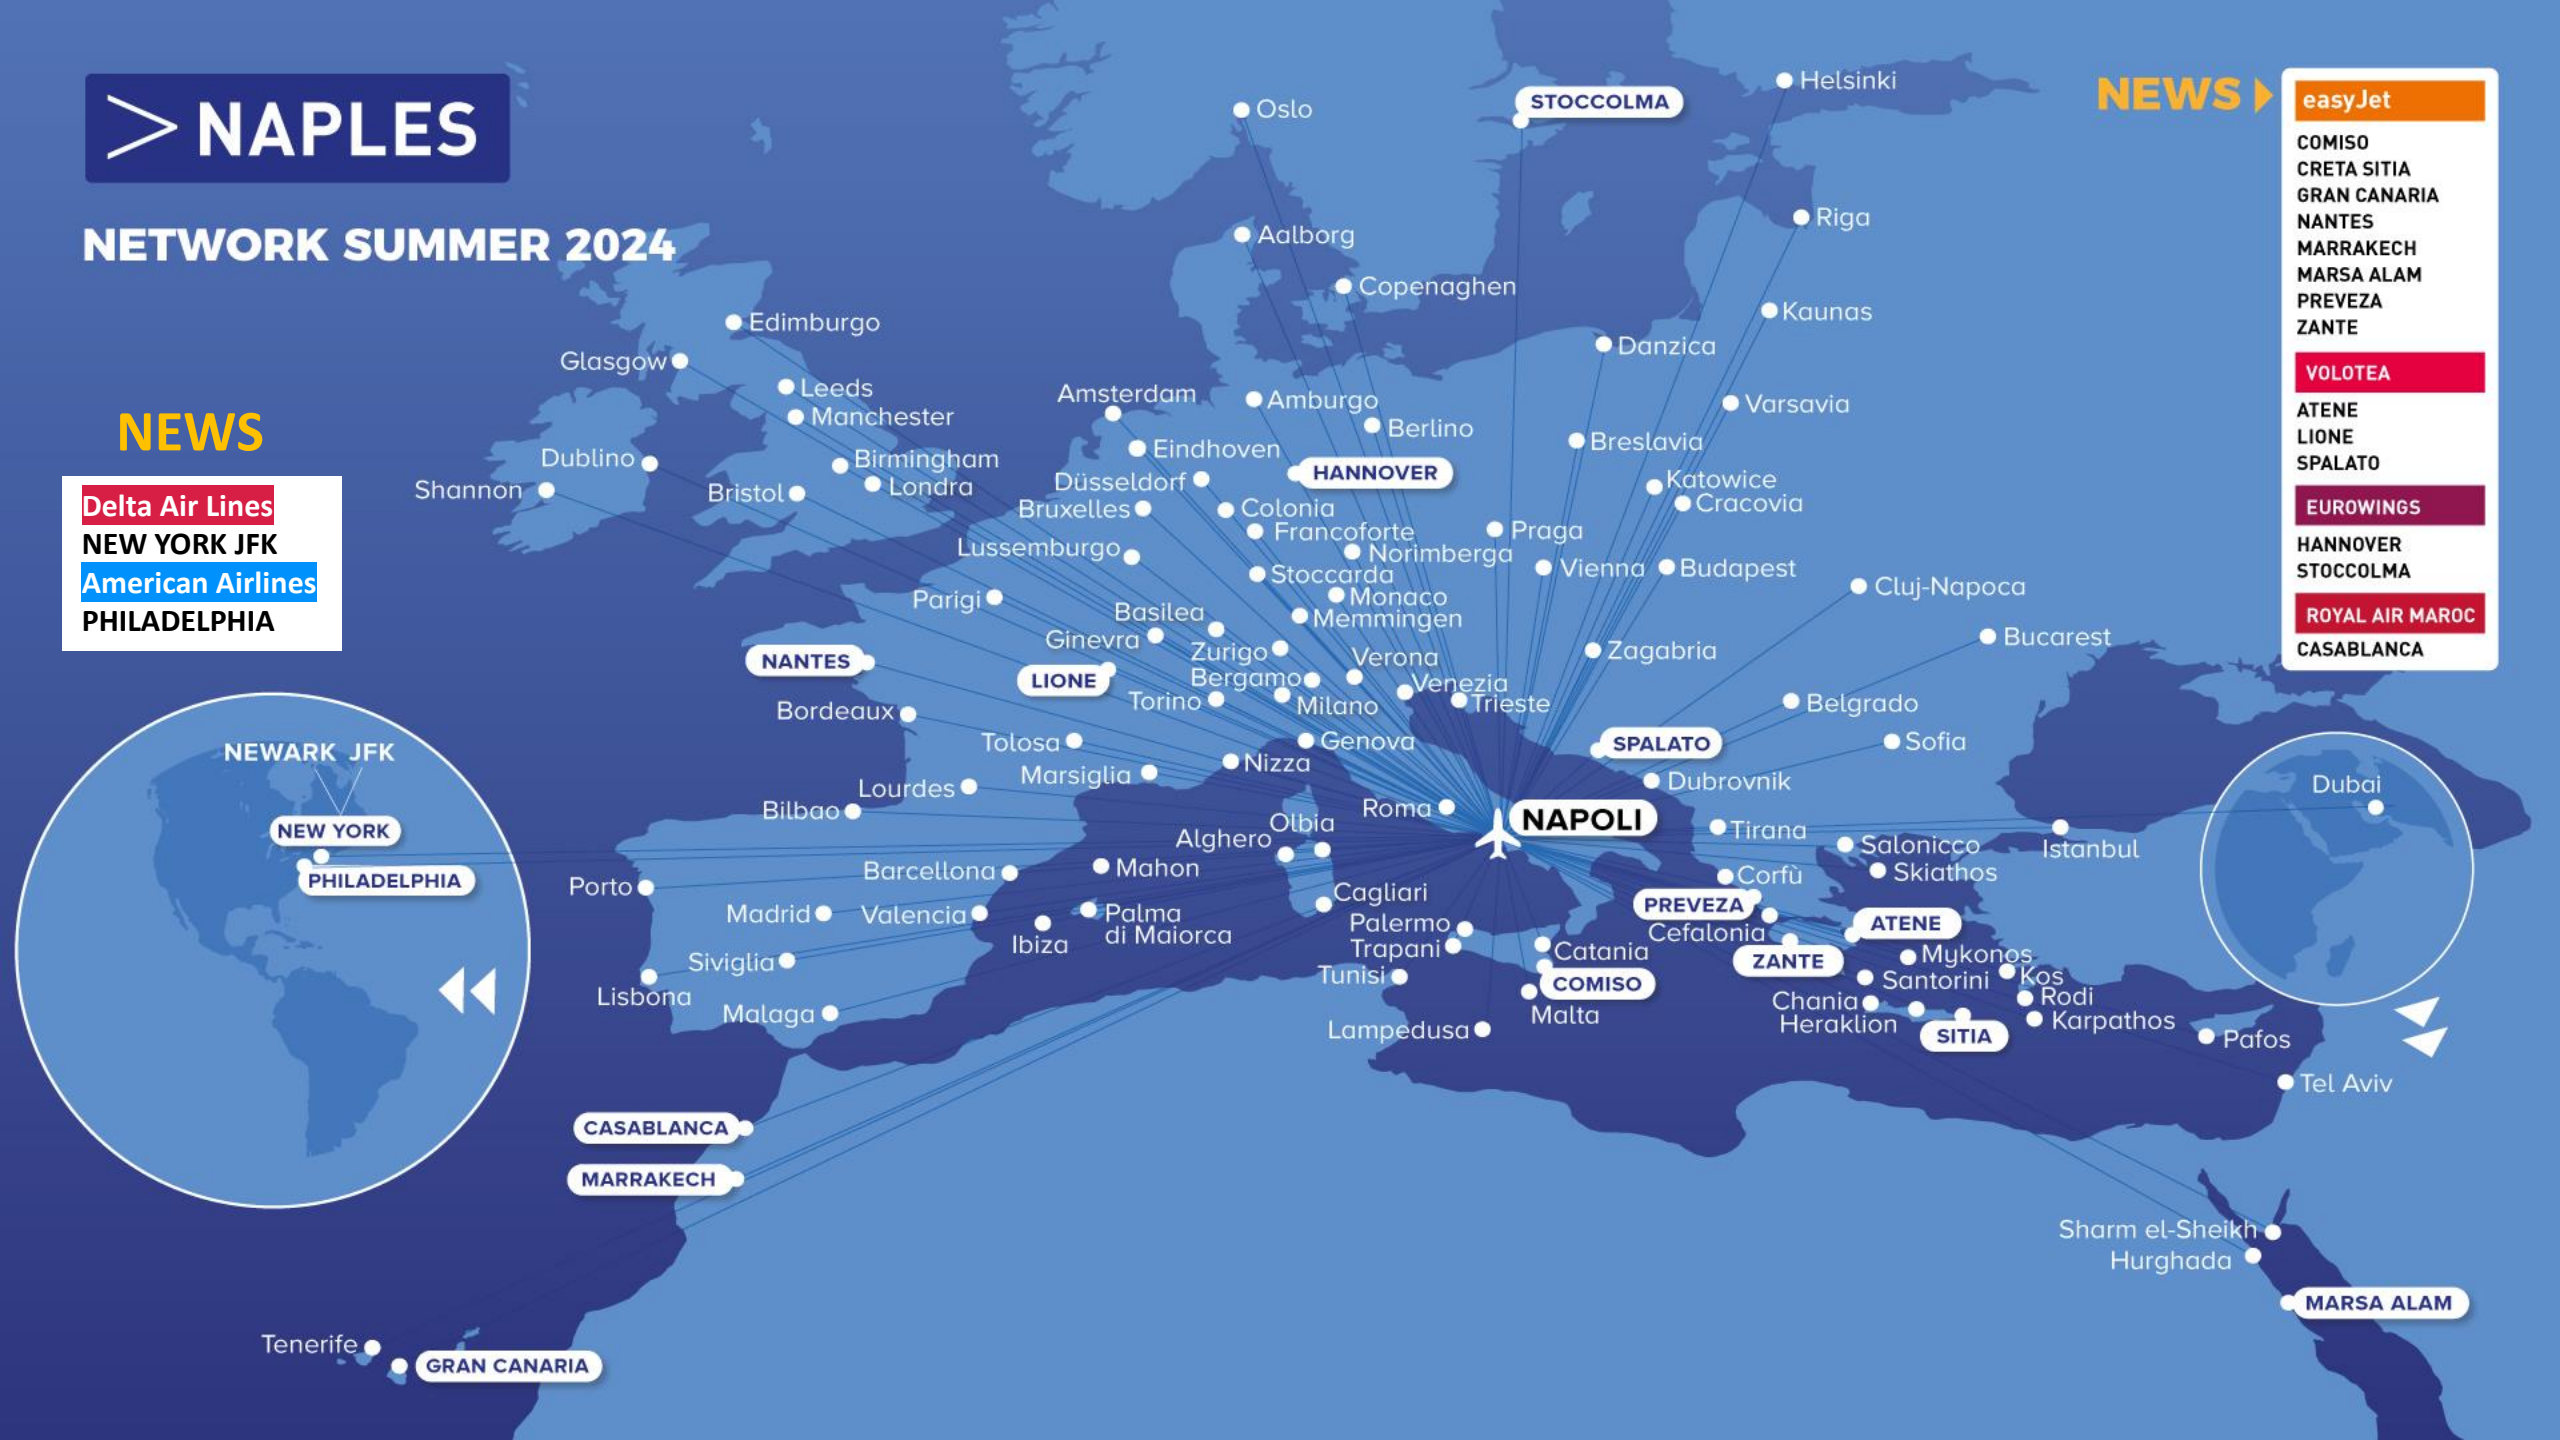 > NAPLES
NETWORK SUMMER 2024
NEWS
Delta Air Lines
NEW YORK JFK
American Airlines
PHILADELPHIA
NEWS
easyJet
COMISO
CRETA SITIA
GRAN CANARIA
NANTES
MARRAKECH
MARSA ALAM
PREVEZA
ZANTE
VOLOTEA
ATENE
LIONE
SPALATO
EUROWINGS
HANNOVER
STOCCOLMA
ROYAL AIR MAROC
CASABLANCA
Helsinki
STOCCOLMA
Oslo
Riga
Aalborg
Copenaghen
Kaunas
Edimburgo
Danzica
Glasgow
Leeds
Amsterdam
Amburgo
Varsavia
Manchester
Berlino
Breslavia
Eindhoven
Dublino
Birmingham
HANNOVER
Katowice
Düsseldorf
Londra
Shannon
Bristol
Cracovia
Bruxelles
Colonia
Francoforte
Praga
Lussemburgo
Norimberga
Vienna
Budapest
Stoccarda
Cluj-Napoca
Parigi
Monaco
Basilea
Memmingen
Ginevra
Bucarest
Zurigo
Zagabria
NANTES
Verona
LIONE
Bergamo
Venezia
Torino
Milano
Trieste
Belgrado
Bordeaux
Tolosa
Genova
SPALATO
Sofia
NEWARK JFK
Nizza
Marsiglia
Dubrovnik
Dubai
Lourdes
Bilbao
Roma
NAPOLI
Olbia
Tirana
NEW YORK
Alghero
Salonicco
Istanbul
Barcellona
Mahon
Corfù
Skiathos
PHILADELPHIA
Porto
Cagliari
PREVEZA
Madrid
Valencia
Palma
di Maiorca
Palermo
ATENE
Cefalonia
Ibiza
Trapani
Catania
Mykonos
Siviglia
ZANTE
Tunisi
COMISO
Santorini
Kos
Lisbona
Rodi
Chania
Malaga
Malta
Heraklion
Karpathos
Lampedusa
SITIA
Pafos
Tel Aviv
CASABLANCA
MARRAKECH
Sharm el-Sheikh
Hurghada
MARSA ALAM
Tenerife
GRAN CANARIA